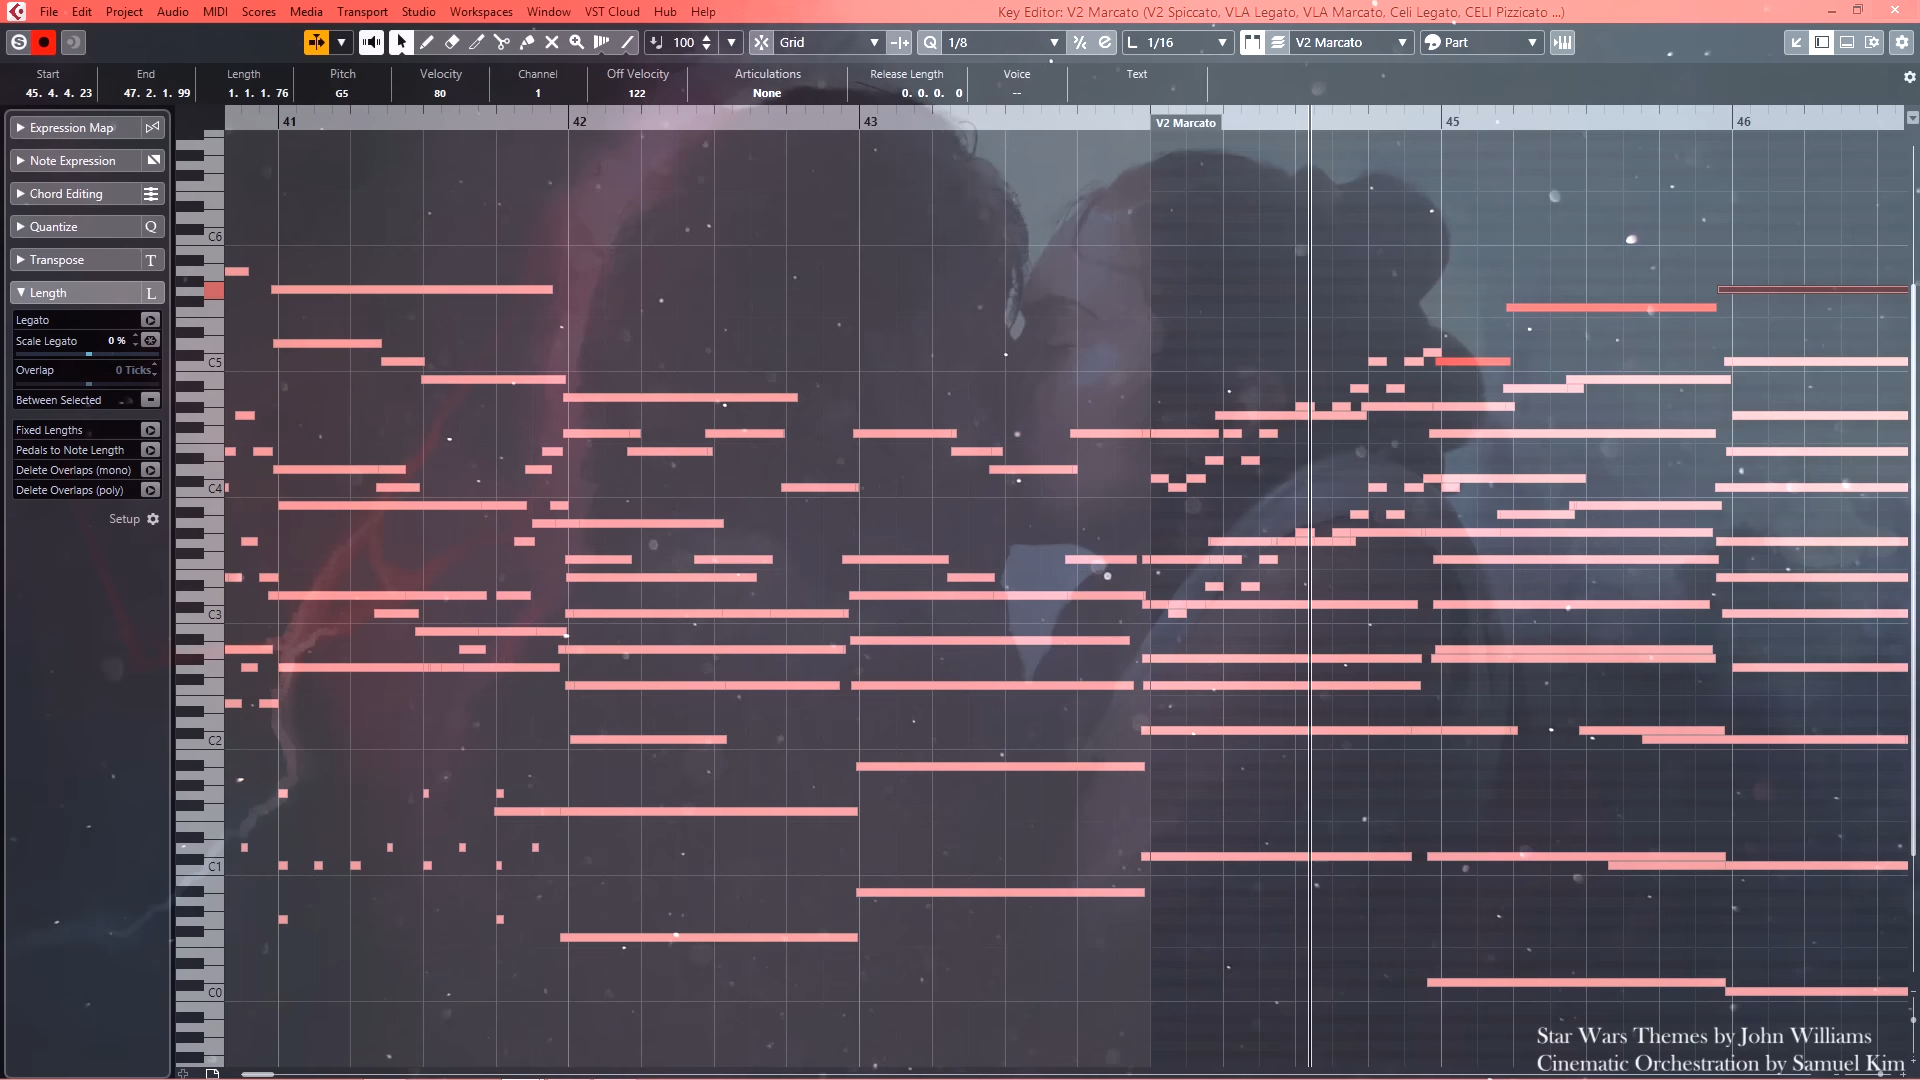 File Edit Project Audio MIDI Scores Media Transport Studio Workspaces Window VST Cloud Hub Help
Key Editor: V2 Marcato (V2 Spiccato, VLA Legato, VLA Marcato, Celi Legato, CELI Pizzicato ...)
S 100 Grid Q 1/8 L 1/16 V2 Marcato Part
Start End Length Pitch Velocity Channel Off Velocity Articulations Release Length Voice Text
45. 4. 4. 23 47. 2. 1. 99 1. 1. 1. 76 G5 80 1 122 None 0. 0. 0. 0 --
41 42 43 V2 Marcato 45 46
Expression Map
Note Expression
Chord Editing
Quantize Q
Transpose T
Length L
Legato
Scale Legato 0 %
Overlap 0 Ticks
Between Selected
Fixed Lengths
Pedals to Note Length
Delete Overlaps (mono)
Delete Overlaps (poly)
Setup
C6
C5
C4
C3
C2
C1
C0
Star Wars Themes by John Williams
Cinematic Orchestration by Samuel Kim